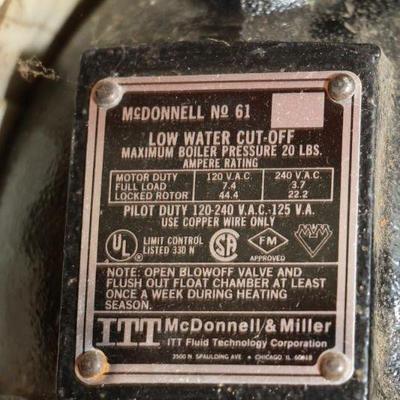 McDONNELL No 61
LOW WATER CUT-OFF
MAXIMUM BOILER PRESSURE 20 LBS.
AMPERE RATING
MOTOR DUTY 120 V.A.C. 240 V.A.C.
FULL LOAD 7.4 3.7
LOCKED ROTOR 44.4 22.2
PILOT DUTY 120-240 V.A.C.-125 V.A.
USE COPPER WIRE ONLY
UL LIMIT CONTROL SA FM
LISTED 330 N APPROVED
NOTE: OPEN BLOWOFF VALVE AND
FLUSH OUT FLOAT CHAMBER AT LEAST
ONCE A WEEK DURING HEATING
SEASON.
ITT McDonnell & Miller
ITT Fluid Technology Corporation
3500 N. SPAULDING AVE • CHICAGO IL 60618